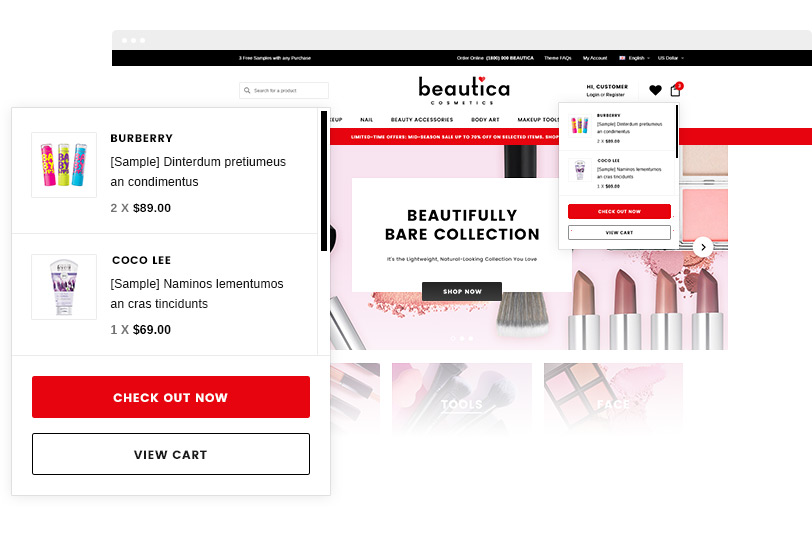 3 Free Samples with any Purchase
Order Online (1800) 000 BEAUTICA
Theme FAQs
My Account
English
US Dollar
Search for a product
beautica
COSMETICS
HI, CUSTOMER
Login or Register
2
NAIL
BEAUTY ACCESSORIES
BODY ART
MAKEUP TOOLS
LIMITED-TIME OFFERS: MID-SEASON SALE UP TO 70% OFF ON SELECTED ITEMS. SHOP
BURBERRY
[Sample] Dinterdum pretiumeus
an condimentus
2 X $89.00
COCO LEE
[Sample] Naminos lementumos
an cras tincidunts
1 X $69.00
CHECK OUT NOW
VIEW CART
BURBERRY
[Sample] Dinterdum pretiumeus
an condimentus
2 X $89.00
COCO LEE
[Sample] Naminos lementumos
an cras tincidunts
1 X $69.00
CHECK OUT NOW
VIEW CART
BEAUTIFULLY
BARE COLLECTION
It's the Lightweight, Natural-Looking Collection You Love
SHOP NOW
TOOLS
FACE